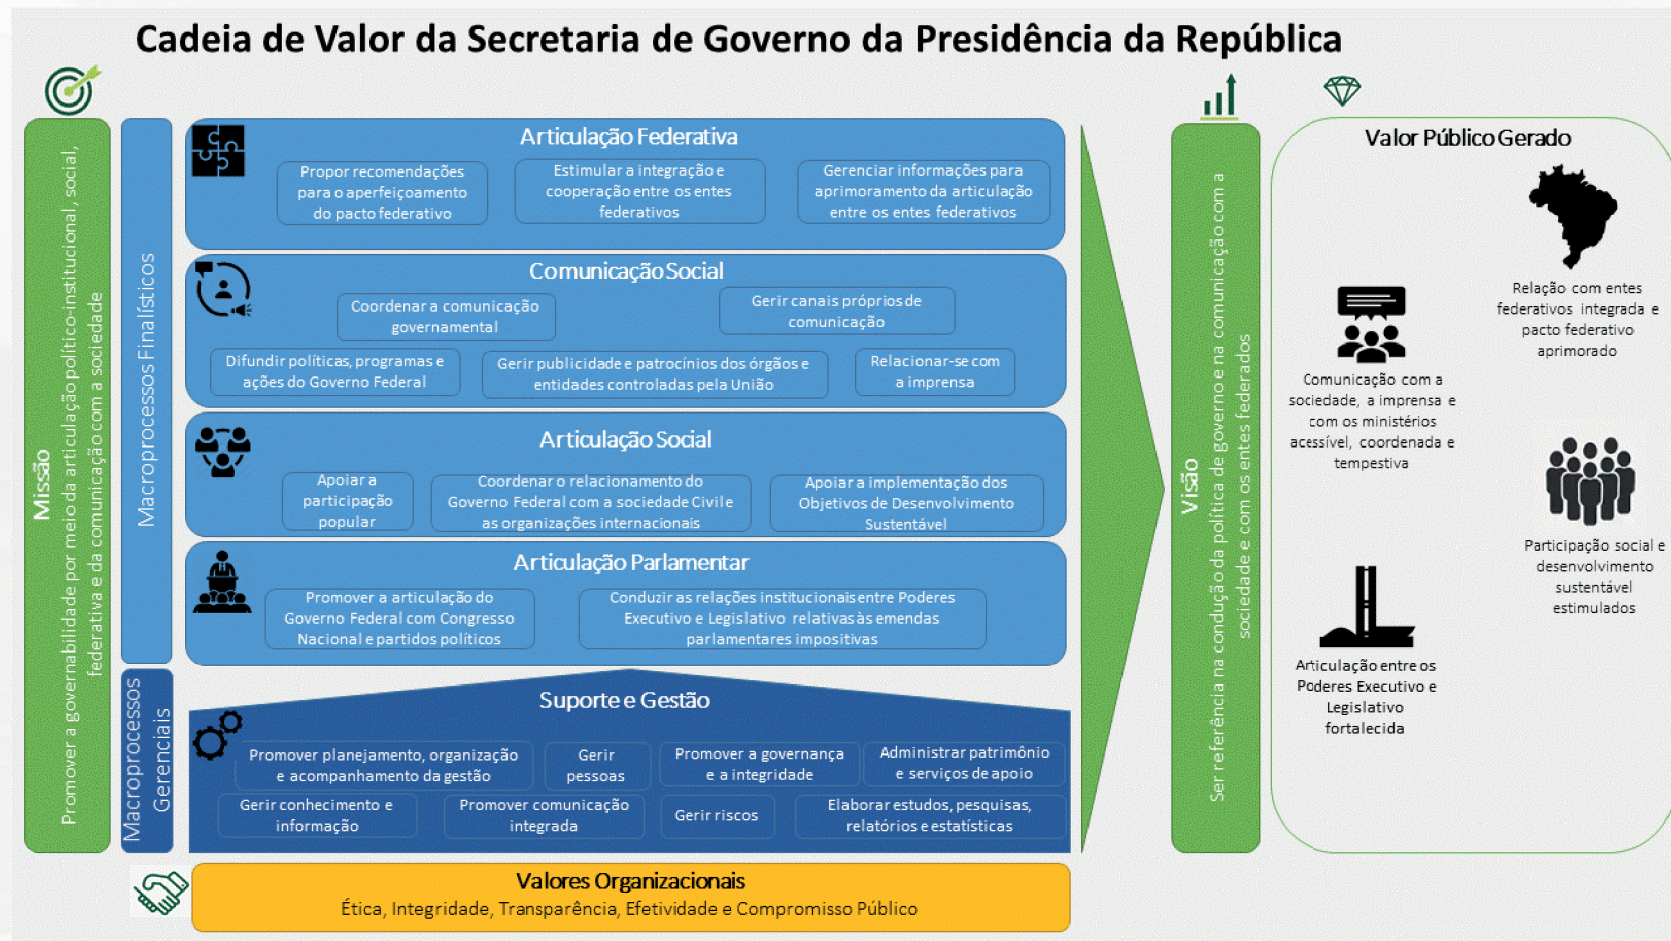 Cadeia de Valor da Secretaria de Governo da Presidência da República
Missão
Promover a governabilidade por meio da articulação político-institucional, social,
federativa e da comunicação com a sociedade
Macroprocessos Finalísticos
Articulação Federativa
Propor recomendações
para o aperfeiçoamento
do pacto federativo
Estimular a integração e
cooperação entre os entes
federativos
Gerenciar informações para
aprimoramento da articulação
entre os entes federativos
Comunicação Social
Coordenar a comunicação
governamental
Gerir canais próprios de
comunicação
Difundir políticas, programas e
ações do Governo Federal
Gerir publicidade e patrocínios dos órgãos e
entidades controladas pela União
Relacionar-se com
a imprensa
Articulação Social
Apoiar a
participação
popular
Coordenar o relacionamento do
Governo Federal com a sociedade Civil e
as organizações internacionais
Apoiar a implementação dos
Objetivos de Desenvolvimento
Sustentável
Articulação Parlamentar
Promover a articulação do
Governo Federal com Congresso
Nacional e partidos políticos
Conduzir as relações institucionais entre Poderes
Executivo e Legislativo relativas às emendas
parlamentares impositivas
Macroprocessos
Gerenciais
Suporte e Gestão
Promover planejamento, organização
e acompanhamento da gestão
Gerir
pessoas
Promover a governança
e a integridade
Administrar patrimônio
e serviços de apoio
Gerir conhecimento e
informação
Promover comunicação
integrada
Gerir riscos
Elaborar estudos, pesquisas,
relatórios e estatísticas
Valores Organizacionais
Ética, Integridade, Transparência, Efetividade e Compromisso Público
Visão
Ser referência na condução da política de governo e na comunicação com a
sociedade e com os entes federados
Valor Público Gerado
Relação com entes
federativos integrada e
pacto federativo
aprimorado
Comunicação com a
sociedade, a imprensa e
com os ministérios
acessível, coordenada e
tempestiva
Participação social e
desenvolvimento
sustentável
estimulados
Articulação entre os
Poderes Executivo e
Legislativo
fortalecida